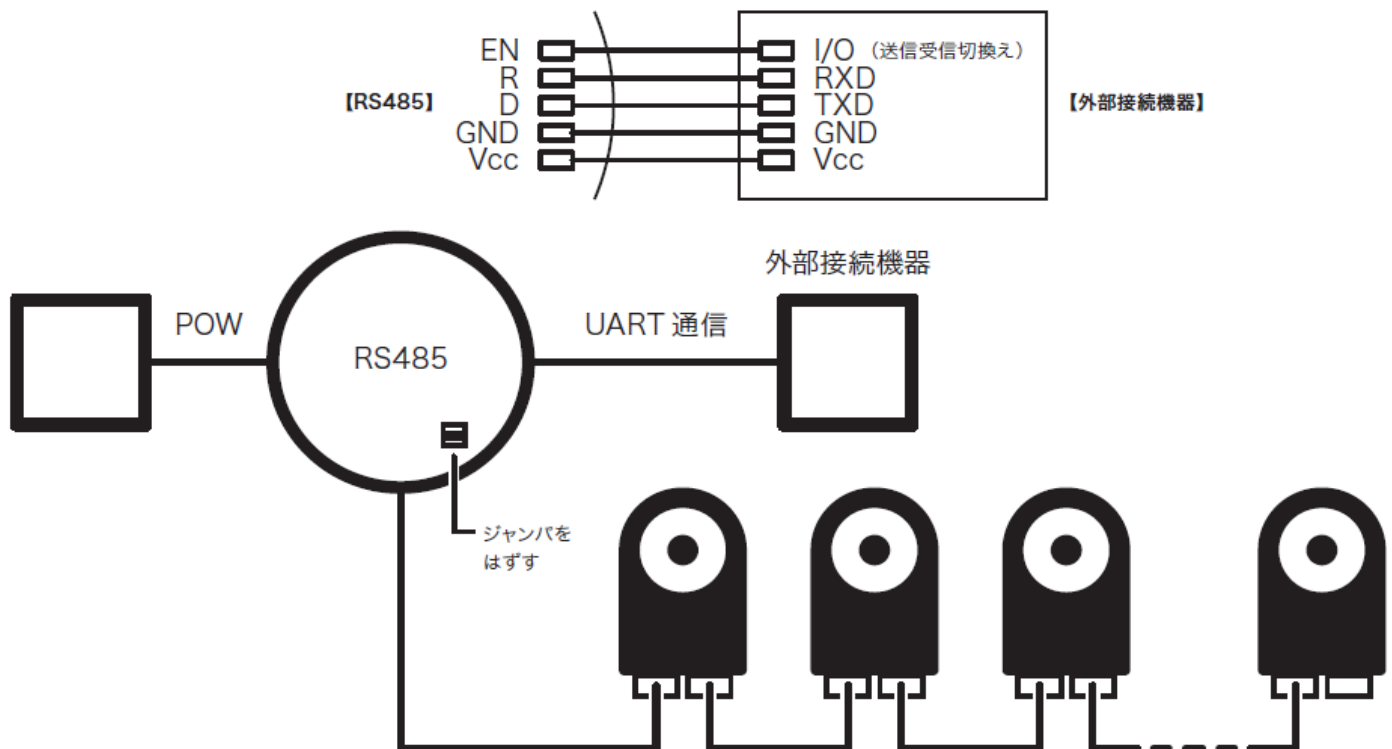 EN I/O（送信受信切換え）
R RXD
【RS485】 D TXD 【外部接続機器】
GND GND
Vcc Vcc
外部接続機器
POW UART 通信
RS485
ジャンパを
はずす